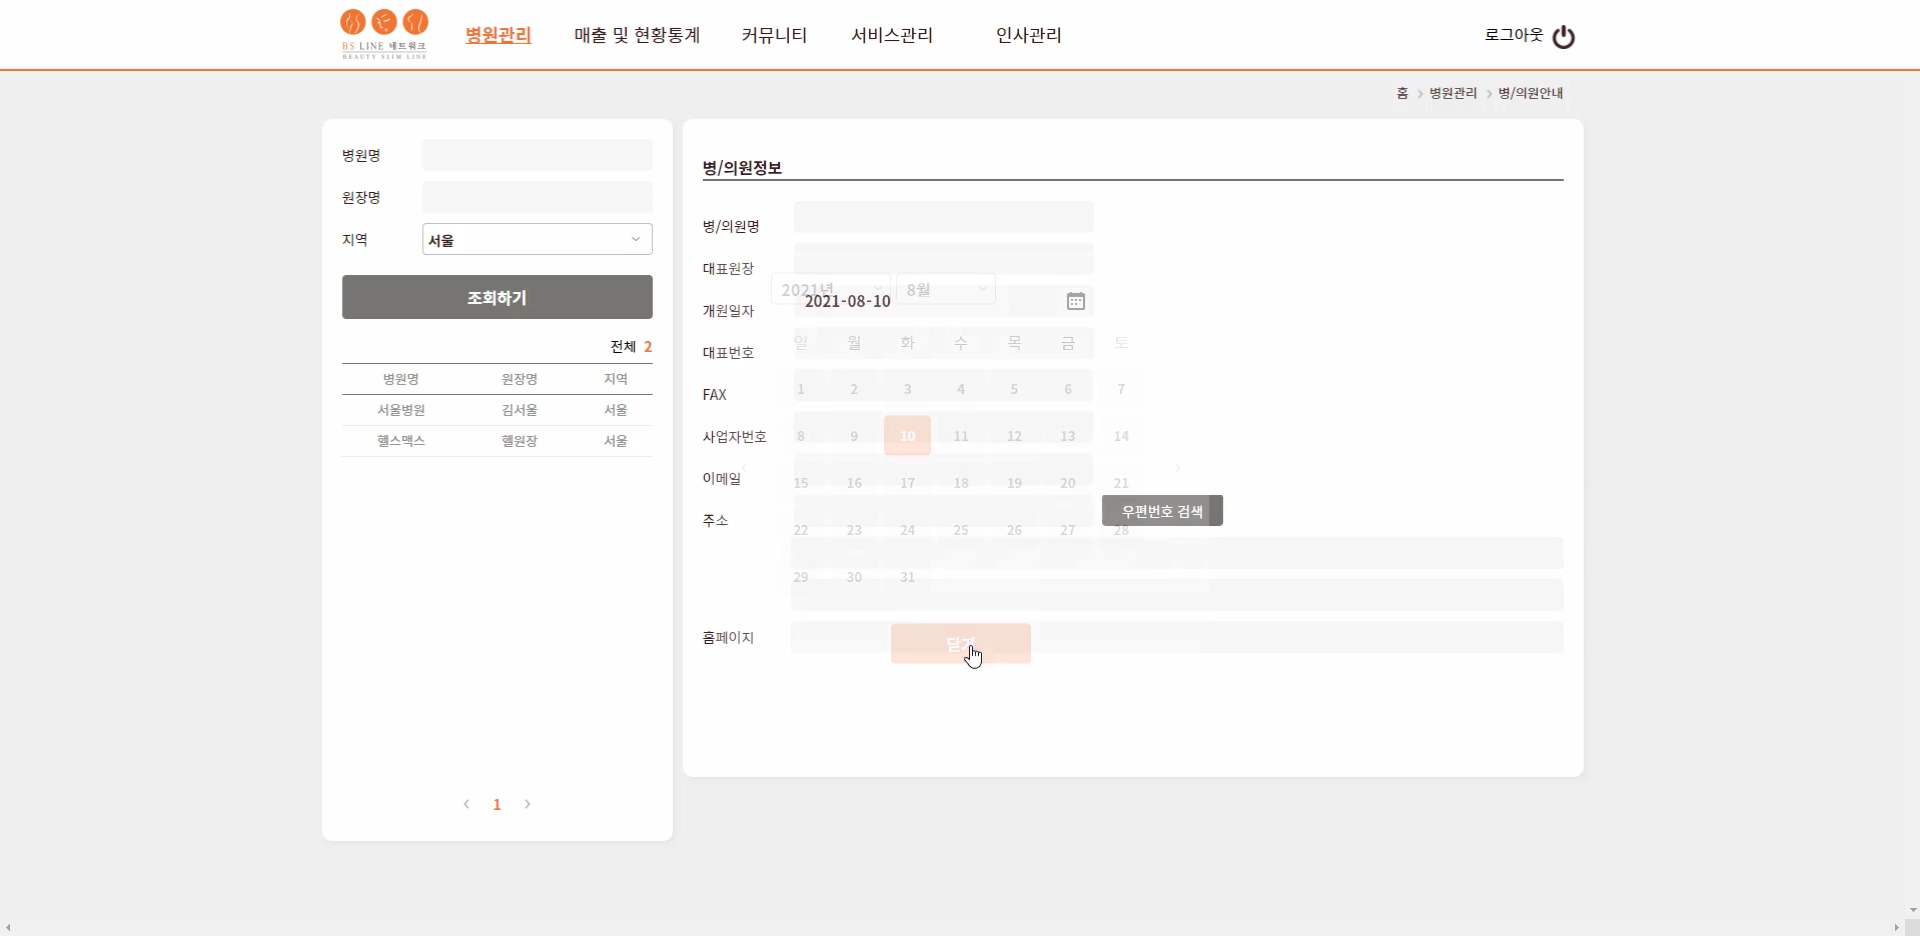 BS LINE 네트워크
BEAUTY SLIM LINE
병원관리
매출 및 현황통계
커뮤니티
서비스관리
인사관리
로그아웃
홈 > 병원관리 > 병/의원안내
병원명
원장명
지역 서울
조회하기
전체 2
병원명 원장명 지역
서울병원 김서울 서울
헬스맥스 헬원장 서울
< 1 >
병/의원정보
병/의원명
대표원장
2021년 8월
개원일자 2021-08-10
대표번호
일 월 화 수 목 금 토
FAX
1 2 3 4 5 6 7
사업자번호
8 9 10 11 12 13 14
이메일
15 16 17 18 19 20 21
주소
우편번호 검색
22 23 24 25 26 27 28
29 30 31
홈페이지